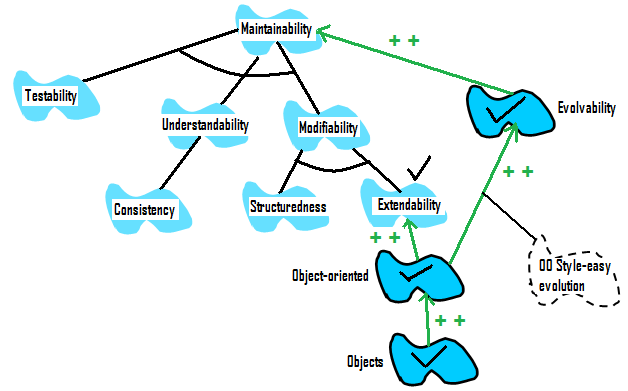 Maintainability
+ +
Testability
Evolvability
Understandability
Modifiability
+ +
Consistency
Structuredness
Extendability
+ +
OO Style-easy
evolution
Object-oriented
+ +
Objects